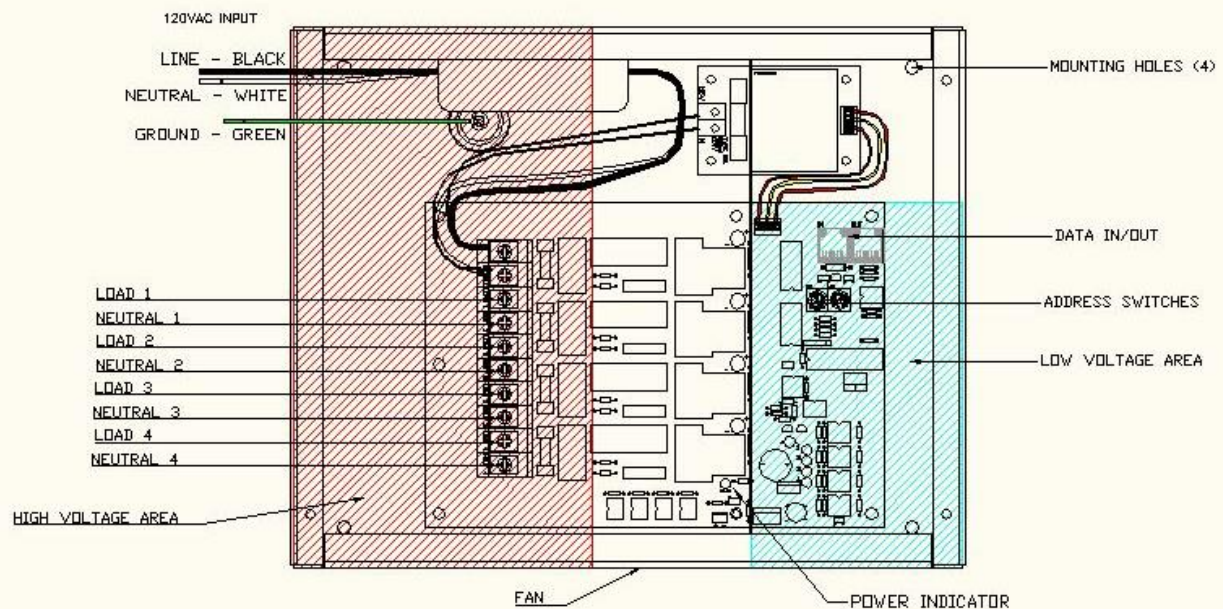 120VAC INPUT
LINE - BLACK
NEUTRAL - WHITE
GROUND - GREEN
MOUNTING HOLES (4)
DATA IN/OUT
ADDRESS SWITCHES
LOW VOLTAGE AREA
LOAD 1
NEUTRAL 1
LOAD 2
NEUTRAL 2
LOAD 3
NEUTRAL 3
LOAD 4
NEUTRAL 4
HIGH VOLTAGE AREA
FAN
POWER INDICATOR